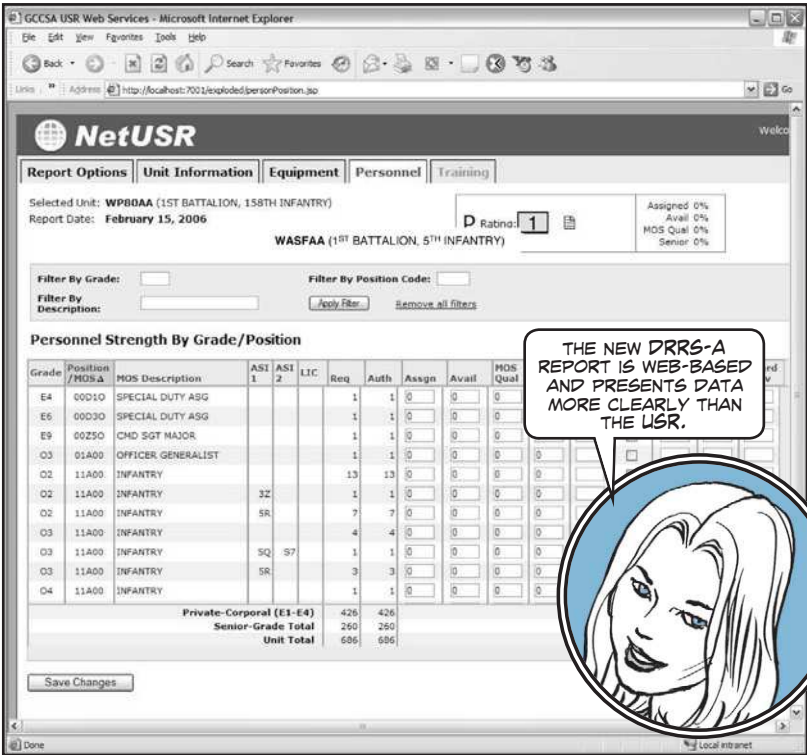 GCCSA USR Web Services - Microsoft Internet Explorer
File Edit View Favorites Tools Help
Back Search Favorites
Links » Address http://localhost:7001/exploded/personPosition.jsp Go
NetUSR Welco
Report Options Unit Information Equipment Personnel Training
Selected Unit: WP80AA (1ST BATTALION, 158TH INFANTRY)
Report Date: February 15, 2006
P Rating: 1
WASFAA (1ST BATTALION, 5TH INFANTRY)
Assigned 0%
Avail 0%
MOS Qual 0%
Senior 0%
Filter By Grade: Filter By Position Code:
Filter By Description: Apply Filter Remove all filters
Personnel Strength By Grade/Position
Grade Position /MOS MOS Description ASI 1 ASI 2 LIC Req Auth Assgn Avail MOS Qual
E4 00D10 SPECIAL DUTY ASG 1 1 0 0 0
E6 00D30 SPECIAL DUTY ASG 1 1 0 0 0
E9 00Z50 CMD SGT MAJOR 1 1 0 0 0
O3 01A00 OFFICER GENERALIST 1 1 0 0 0 0
O2 11A00 INFANTRY 13 13 0 0 0 0
O2 11A00 INFANTRY 3Z 1 1 0 0 0 0
O2 11A00 INFANTRY 5R 7 7 0 0 0 0
O3 11A00 INFANTRY 4 4 0 0 0 0
O3 11A00 INFANTRY 5Q S7 1 1 0 0 0 0
O3 11A00 INFANTRY 5R 3 3 0 0 0 0
O4 11A00 INFANTRY 1 1 0 0 0 0
Private-Corporal (E1-E4) 426 426
Senior-Grade Total 260 260
Unit Total 686 686
Save Changes
Done Local intranet
THE NEW DRRS-A
REPORT IS WEB-BASED
AND PRESENTS DATA
MORE CLEARLY THAN
THE USR.